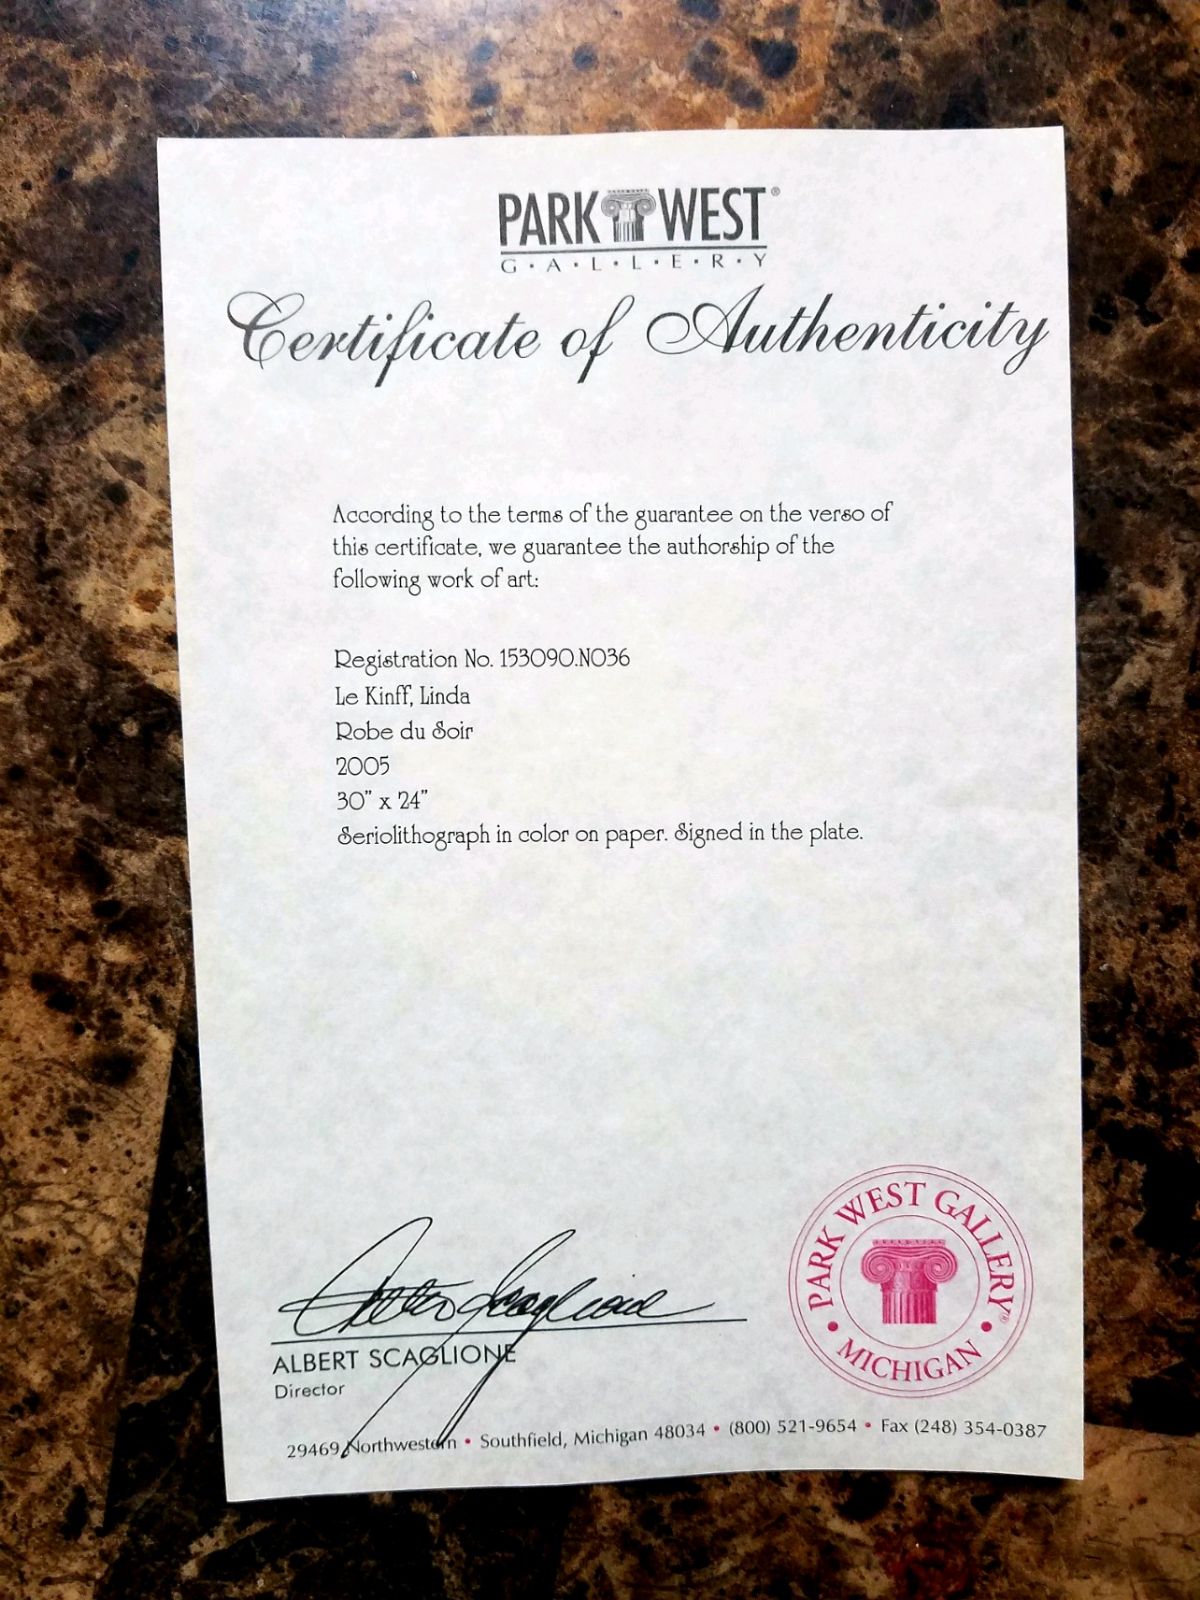 PARK WEST®
G·A·L·L·E·R·Y
Certificate of Authenticity
According to the terms of the guarantee on the verso of
this certificate, we guarantee the authorship of the
following work of art:
Registration No. 153090.N036
Le Kinff, Linda
Robe du Soir
2005
30" x 24"
Seriolithograph in color on paper. Signed in the plate.
Albert Scaglione
ALBERT SCAGLIONE
Director
PARK WEST GALLERY®
• MICHIGAN •
29469 Northwestern • Southfield, Michigan 48034 • (800) 521-9654 • Fax (248) 354-0387